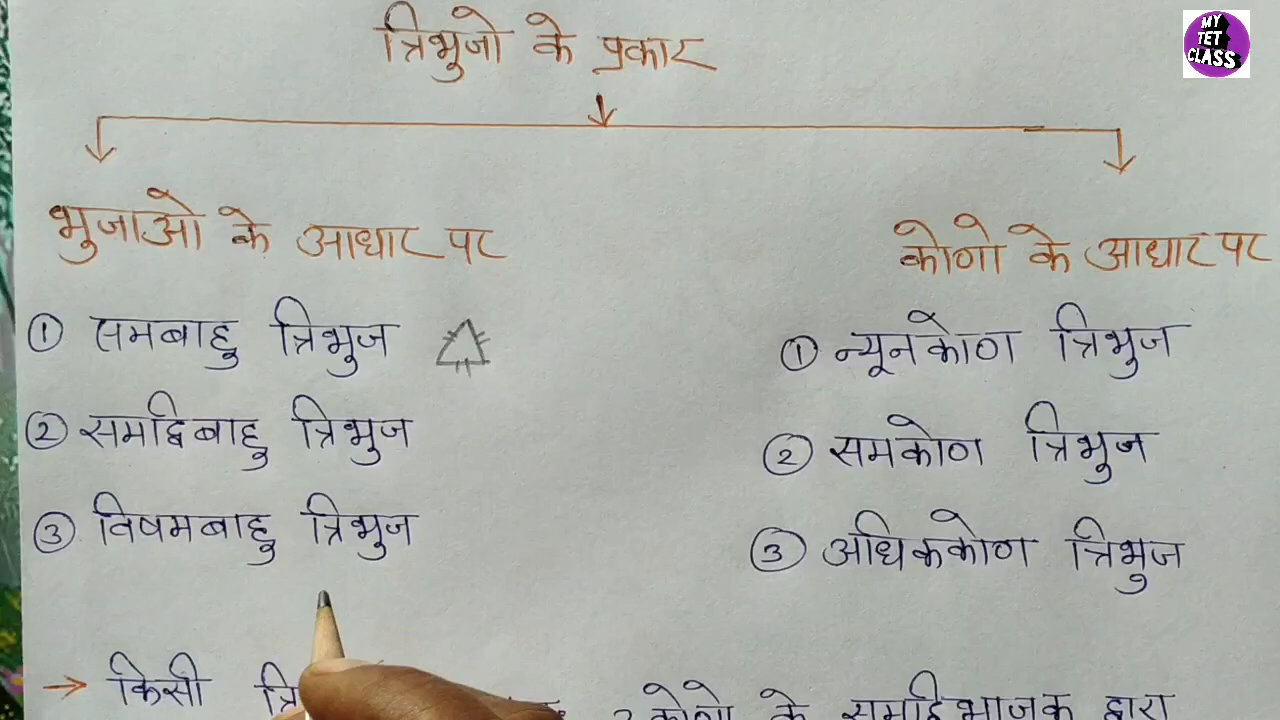 त्रिभुजो के प्रकार
MY
TET
CLASS
भुजाओ के आधार पर
कोणो के आधार पर
① समबाहु त्रिभुज
① न्यूनकोण त्रिभुज
② समद्विबाहु त्रिभुज
② समकोण त्रिभुज
③ विषमबाहु त्रिभुज
③ अधिककोण त्रिभुज
→ किसी कोणो के समद्विभाजक द्वारा